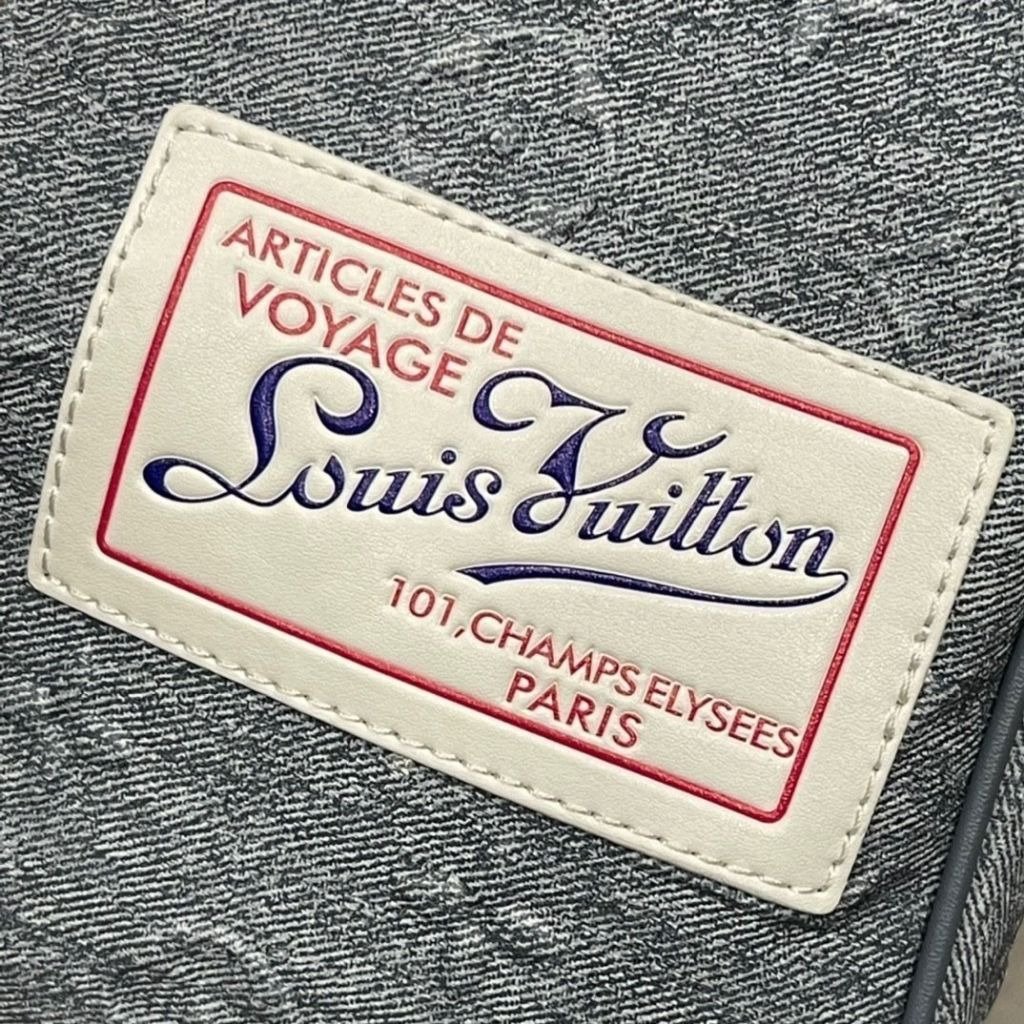 ARTICLES DE
VOYAGE
Louis Vuitton
101, CHAMPS ELYSEES
PARIS